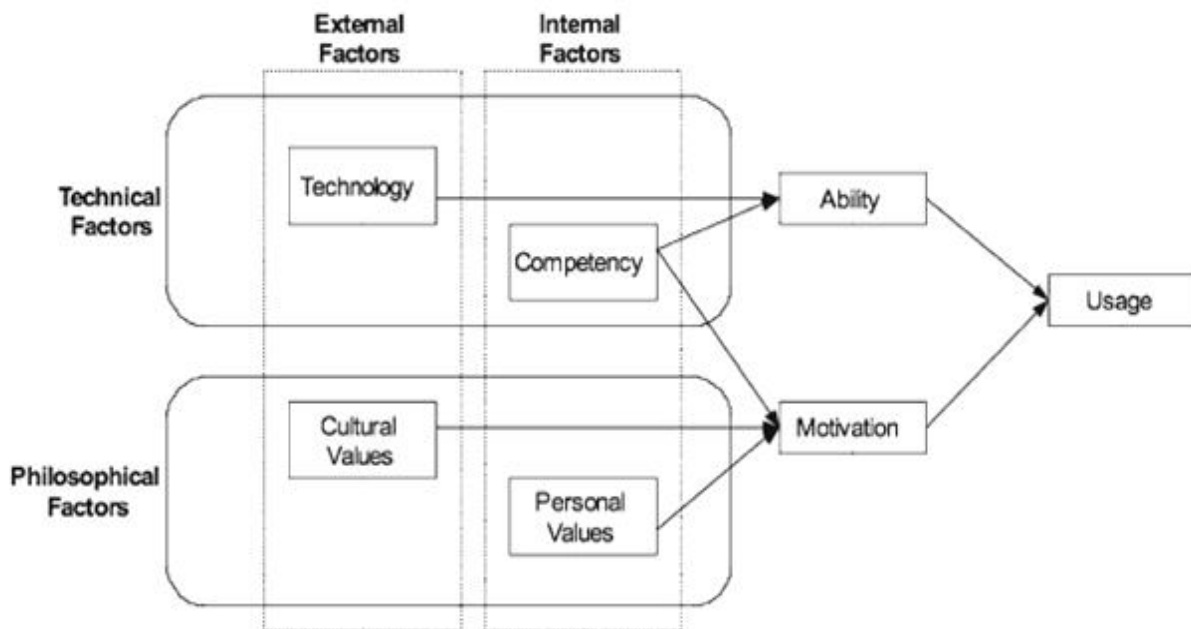 External
Factors
Internal
Factors
Technical
Factors
Technology
Competency
Ability
Usage
Philosophical
Factors
Cultural
Values
Personal
Values
Motivation